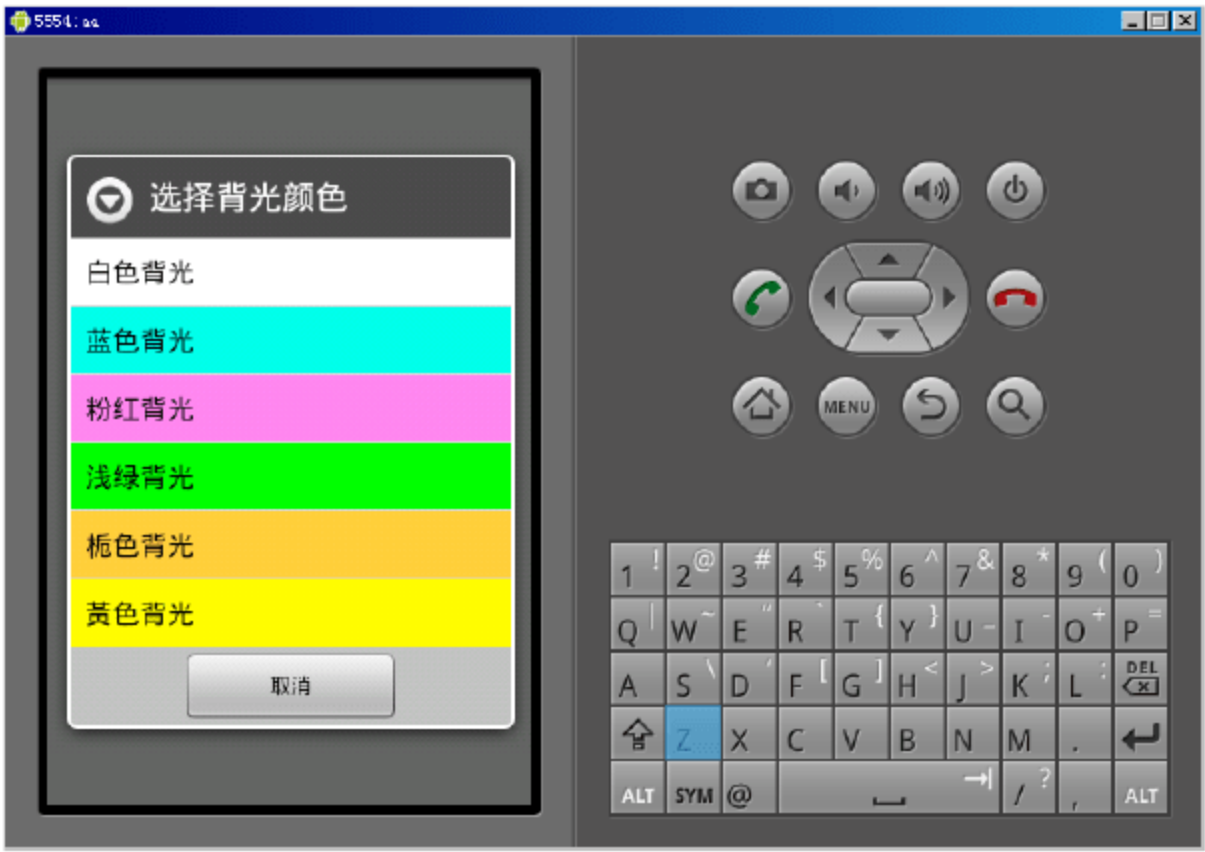 5554:aa
选择背光颜色
白色背光
蓝色背光
粉红背光
浅绿背光
栀色背光
黃色背光
取消
MENU
1 ! 2 @ 3 # 4 $ 5 % 6 ^ 7 & 8 * 9 ( 0 )
Q | W ~ E " R ` T { Y } U _ I - O + P =
A S \ D ' F [ G ] H < J > K ; L : DEL
Z X C V B N M .
ALT SYM @ / ? , ALT